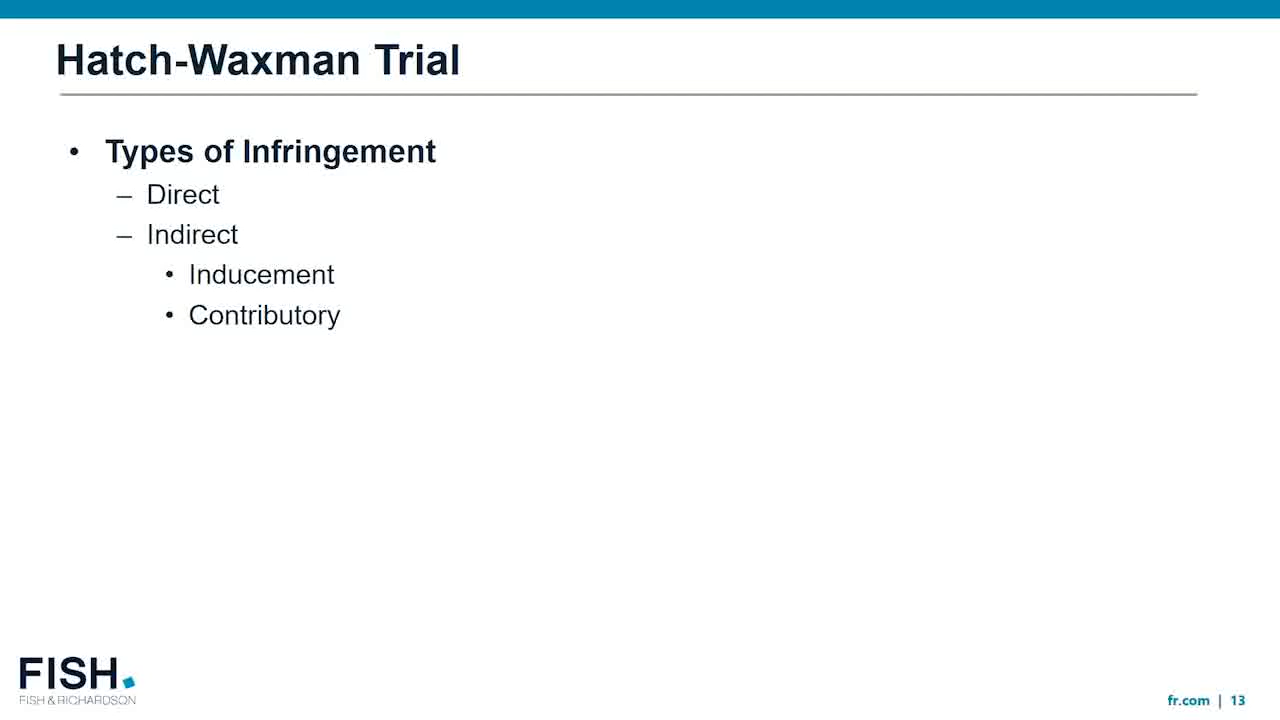 Hatch-Waxman Trial
• Types of Infringement
– Direct
– Indirect
• Inducement
• Contributory
FISH.
FISH & RICHARDSON
fr.com | 13